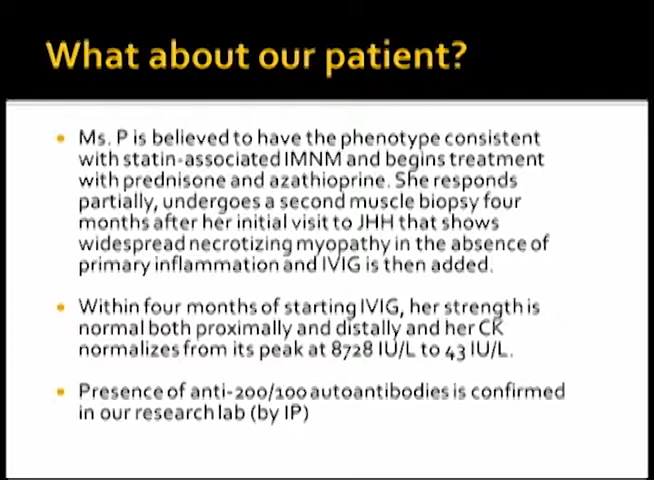 What about our patient?
Ms. P is believed to have the phenotype consistent
with statin-associated IMNM and begins treatment
with prednisone and azathioprine. She responds
partially, undergoes a second muscle biopsy four
months after her initial visit to JHH that shows
widespread necrotizing myopathy in the absence of
primary inflammation and IVIG is then added.
Within four months of starting IVIG, her strength is
normal both proximally and distally and her CK
normalizes from its peak at 8728 IU/L to 43 IU/L.
Presence of anti-200/100 autoantibodies is confirmed
in our research lab (by IP)